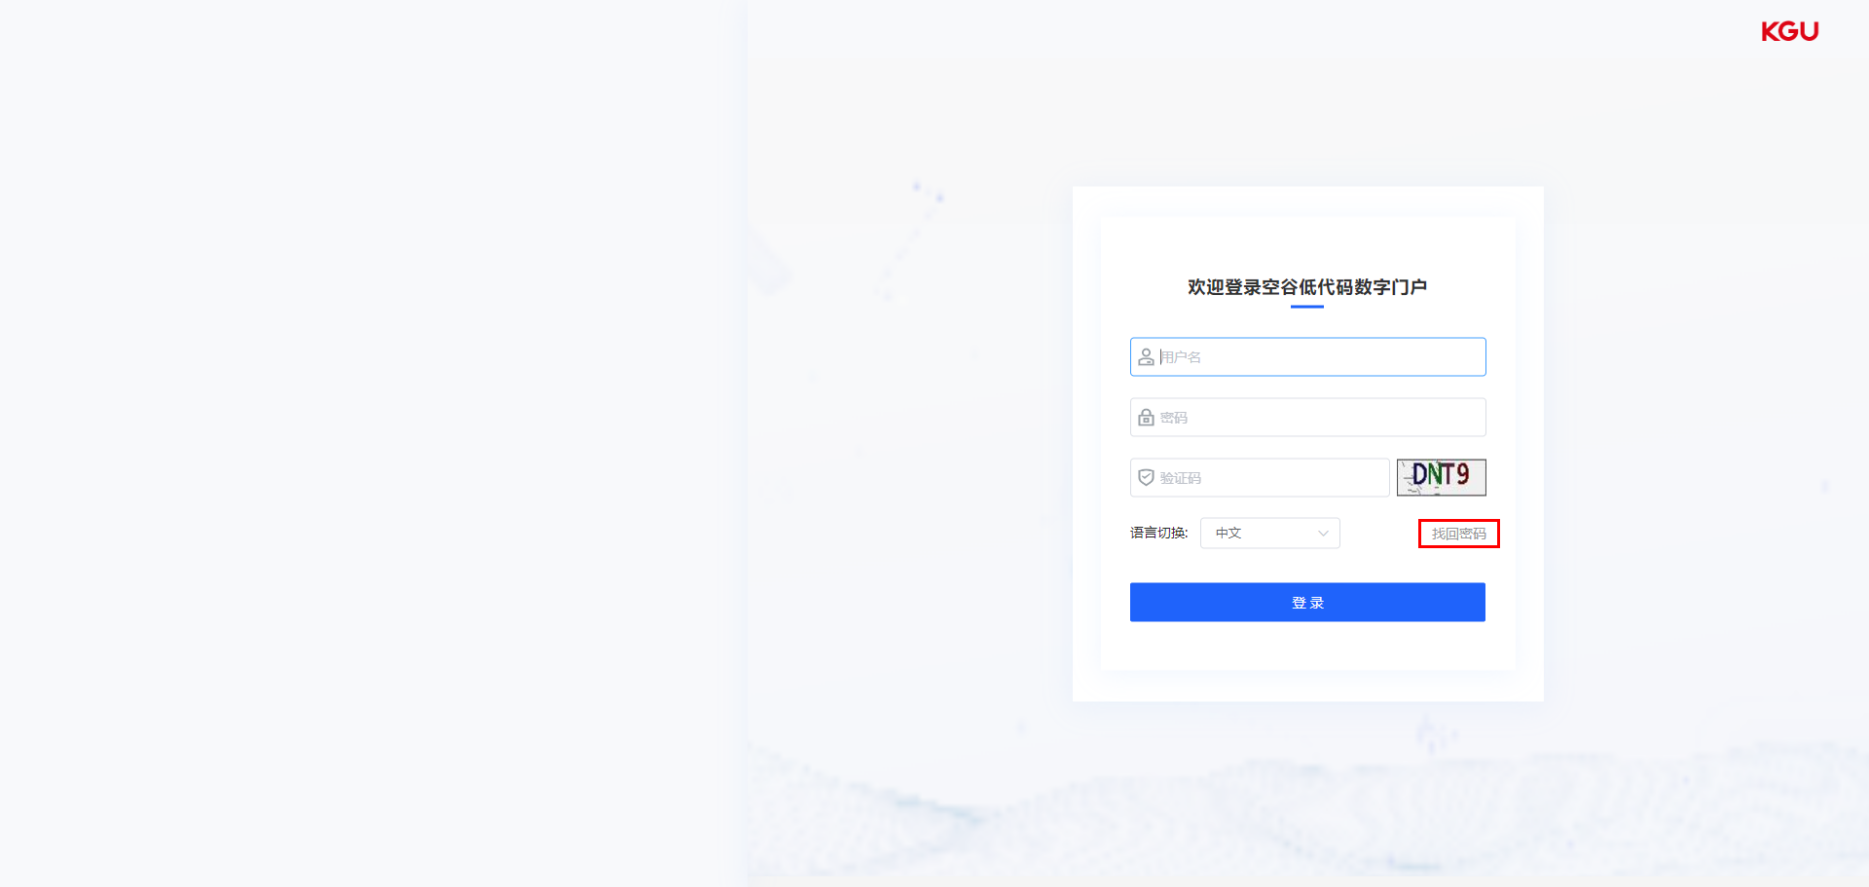 KGU
欢迎登录空谷低代码数字门户
用户名
密码
验证码
DNT9
语言切换: 中文 找回密码
登 录